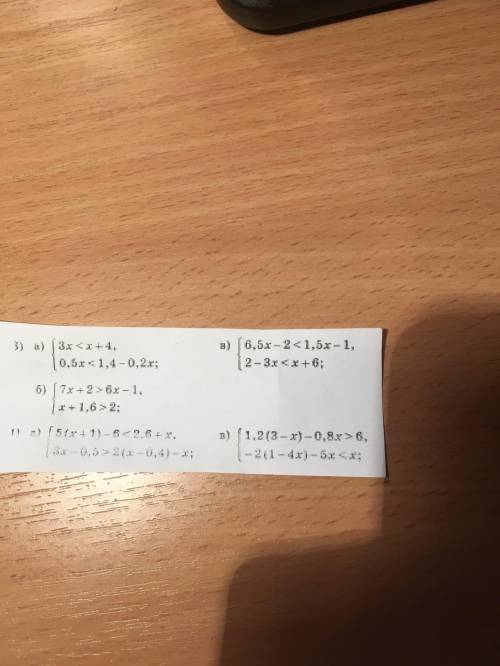 3) а) {3x<x+4,
0,5x<1,4-0,2x;
в) {6,5x-2<1,5x-1,
2-3x<x+6;
б) {7x+2>6x-1,
x+1,6>2;
{5(x+1)-6<2,6+x,
3x-0,5>2(x-0,4)-x;
в) {1,2(3-x)-0,8x>6,
-2(1-4x)-5x<x;